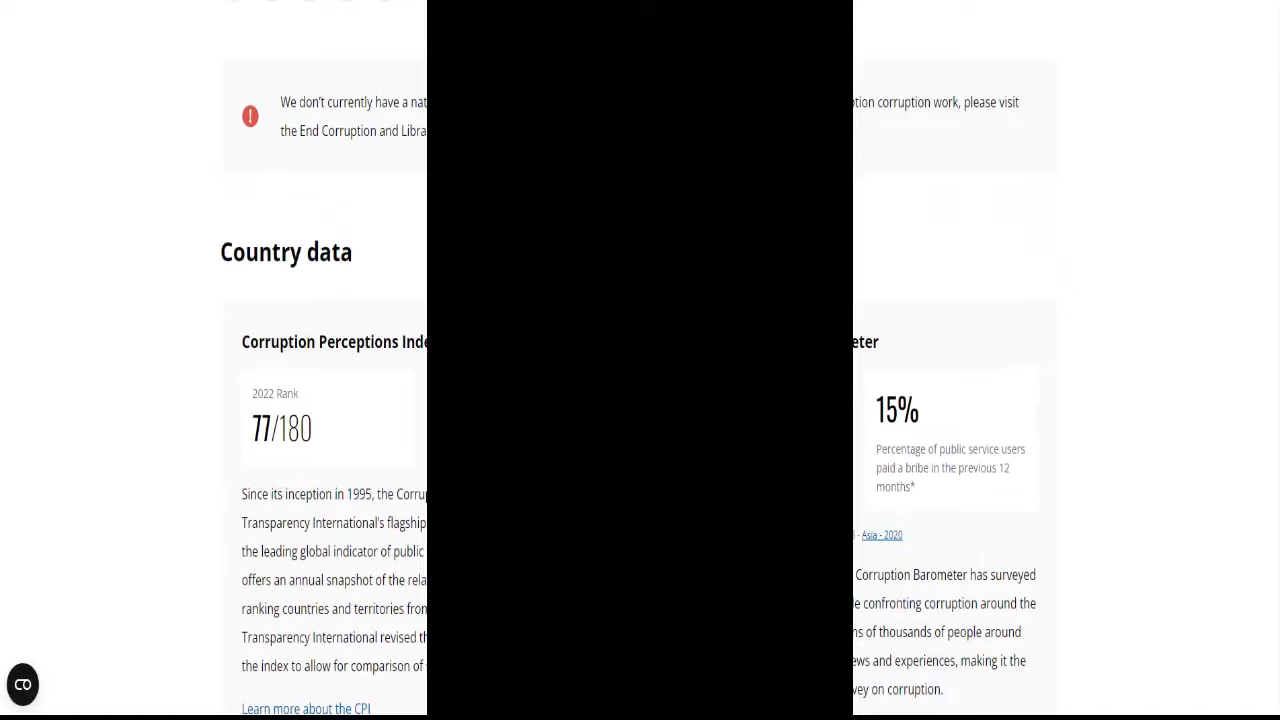 We don't currently have a nat
ption corruption work, please visit
the End Corruption and Libra
Country data
Corruption Perceptions Inde
eter
2022 Rank
77/180
15%
Percentage of public service users
paid a bribe in the previous 12
months*
Since its inception in 1995, the Corrup
Transparency International's flagship
the leading global indicator of public
offers an annual snapshot of the rela
ranking countries and territories from
Transparency International revised th
the index to allow for comparison of
Learn more about the CPI
- Asia - 2020
Corruption Barometer has surveyed
le confronting corruption around the
ns of thousands of people around
ews and experiences, making it the
vey on corruption.